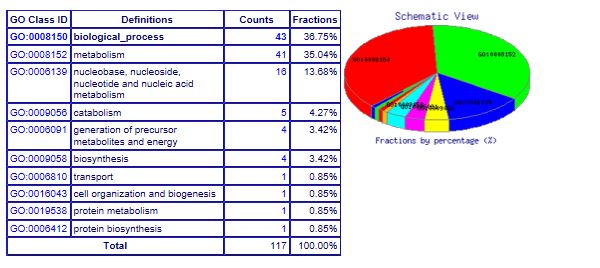 GO Class ID Definitions Counts Fractions
GO:0008150 biological_process 43 36.75%
GO:0008152 metabolism 41 35.04%
GO:0006139 nucleobase, nucleoside, 16 13.68%
nucleotide and nucleic acid
metabolism
GO:0009056 catabolism 5 4.27%
GO:0006091 generation of precursor 4 3.42%
metabolites and energy
GO:0009058 biosynthesis 4 3.42%
GO:0006810 transport 1 0.85%
GO:0016043 cell organization and biogenesis 1 0.85%
GO:0019538 protein metabolism 1 0.85%
GO:0006412 protein biosynthesis 1 0.85%
Total 117 100.00%
Schematic View
GO:0008150
GO:0008152
Fractions by percentage (%)